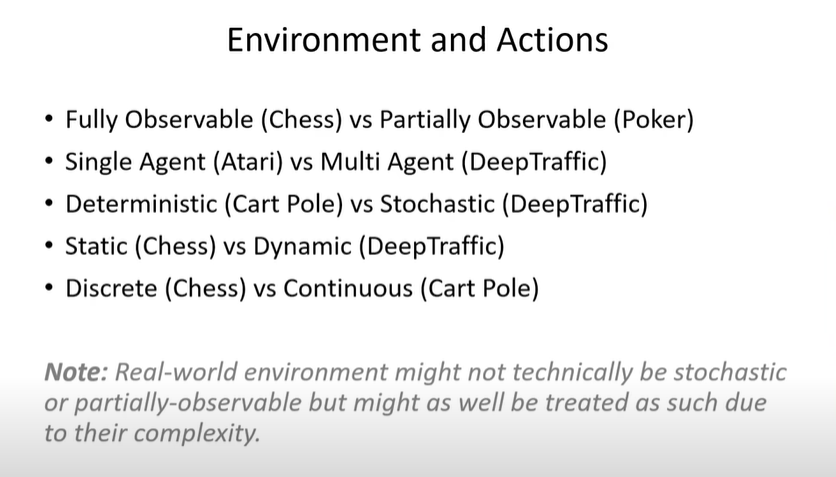 Environment and Actions
• Fully Observable (Chess) vs Partially Observable (Poker)
• Single Agent (Atari) vs Multi Agent (DeepTraffic)
• Deterministic (Cart Pole) vs Stochastic (DeepTraffic)
• Static (Chess) vs Dynamic (DeepTraffic)
• Discrete (Chess) vs Continuous (Cart Pole)
Note: Real-world environment might not technically be stochastic
or partially-observable but might as well be treated as such due
to their complexity.